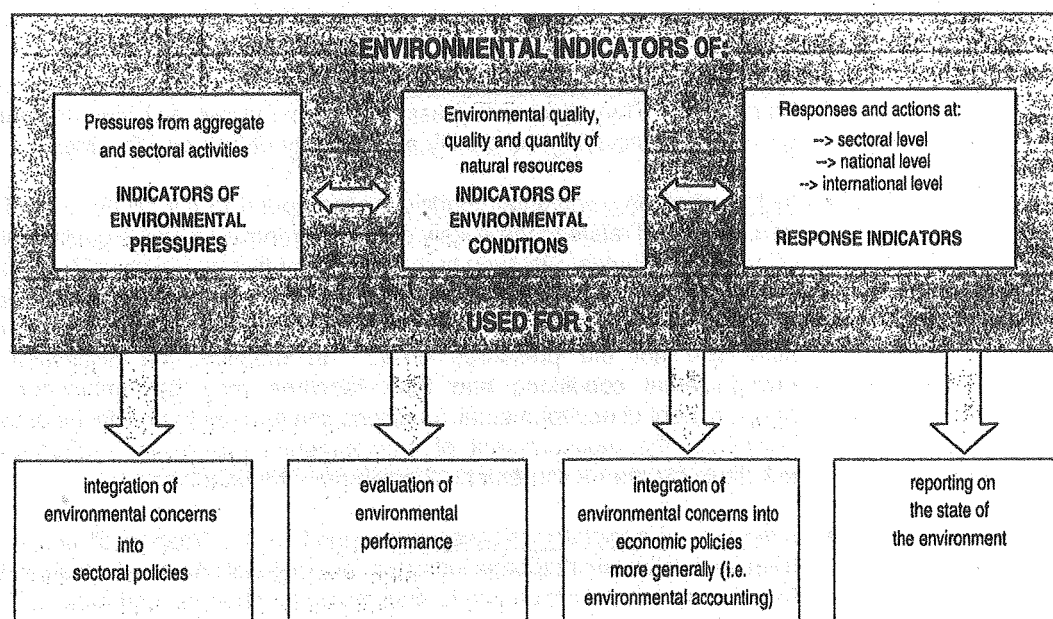 ENVIRONMENTAL INDICATORS OF:
Pressures from aggregate
and sectoral activities
INDICATORS OF
ENVIRONMENTAL
PRESSURES
Environmental quality,
quality and quantity of
natural resources
INDICATORS OF
ENVIRONMENTAL
CONDITIONS
Responses and actions at:
--> sectoral level
--> national level
--> international level
RESPONSE INDICATORS
USED FOR :
integration of
environmental concerns
into
sectoral policies
evaluation of
environmental
performance
integration of
environmental concerns into
economic policies
more generally (i.e.
environmental accounting)
reporting on
the state of
the environment